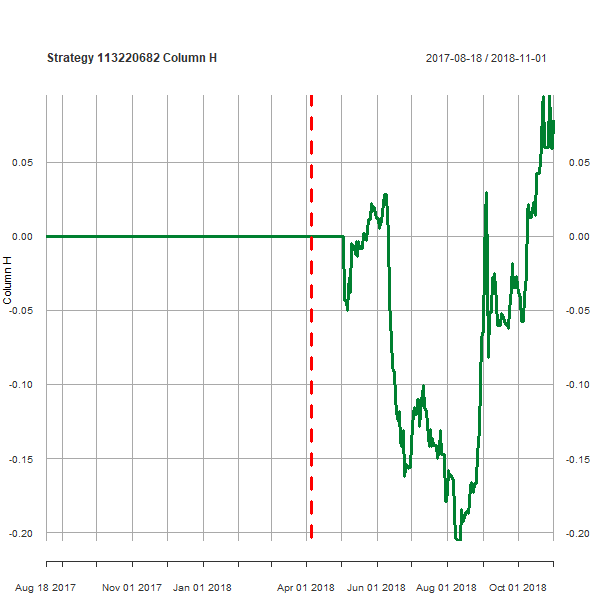 Strategy 113220682 Column H
2017-08-18 / 2018-11-01
0.05 0.05
0.00 0.00
-0.05 -0.05
-0.10 -0.10
-0.15 -0.15
-0.20 -0.20
Column H
Aug 18 2017 Nov 01 2017 Jan 01 2018 Apr 01 2018 Jun 01 2018 Aug 01 2018 Oct 01 2018